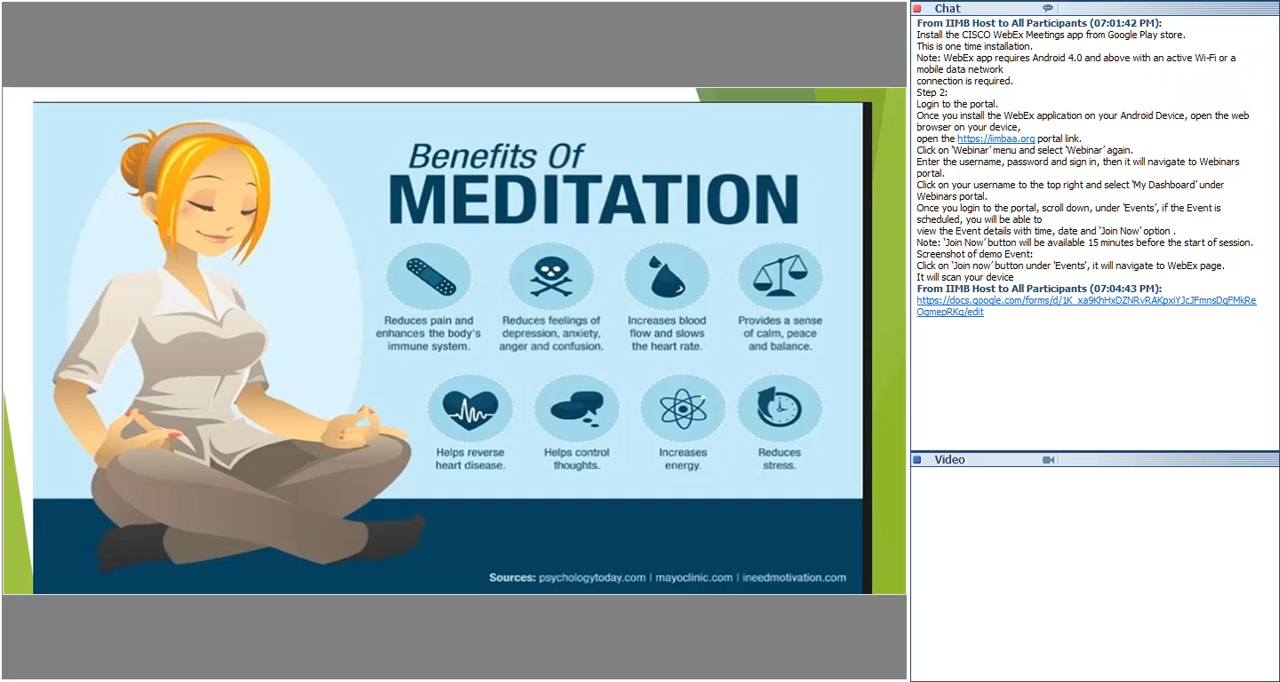 Benefits Of
MEDITATION
Reduces pain and
enhances the body's
immune system.
Reduces feelings of
depression, anxiety,
anger and confusion.
Increases blood
flow and slows
the heart rate.
Provides a sense
of calm, peace
and balance.
Helps reverse
heart disease.
Helps control
thoughts.
Increases
energy.
Reduces
stress.
Sources: psychologytoday.com | mayoclinic.com | ineedmotivation.com
Chat
From IIMB Host to All Participants (07:01:42 PM):
Install the CISCO WebEx Meetings app from Google Play store.
This is one time installation.
Note: WebEx app requires Android 4.0 and above with an active Wi-Fi or a
mobile data network
connection is required.
Step 2:
Login to the portal.
Once you install the WebEx application on your Android Device, open the web
browser on your device,
open the https://iimbaa.org portal link.
Click on 'Webinar' menu and select 'Webinar' again.
Enter the username, password and sign in, then it will navigate to Webinars
portal.
Click on your username to the top right and select 'My Dashboard' under
Webinars portal.
Once you login to the portal, scroll down, under 'Events', if the Event is
scheduled, you will be able to
view the Event details with time, date and 'Join Now' option .
Note: 'Join Now' button will be available 15 minutes before the start of session.
Screenshot of demo Event:
Click on 'Join now' button under 'Events', it will navigate to WebEx page.
It will scan your device
From IIMB Host to All Participants (07:04:43 PM):
Video